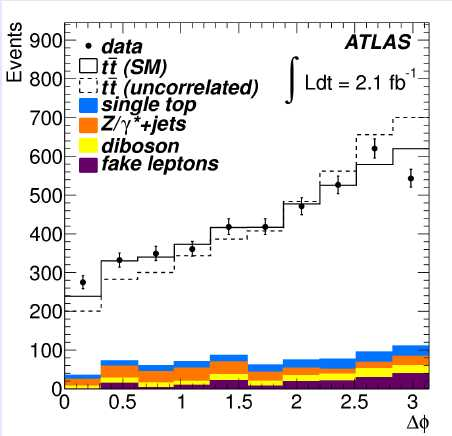 Events
900
800
700
600
500
400
300
200
100
0
ATLAS
data
tt̄ (SM)
tt̄ (uncorrelated)
single top
Z/γ*+jets
diboson
fake leptons
∫ Ldt = 2.1 fb⁻¹
0 0.5 1 1.5 2 2.5 3
Δϕ